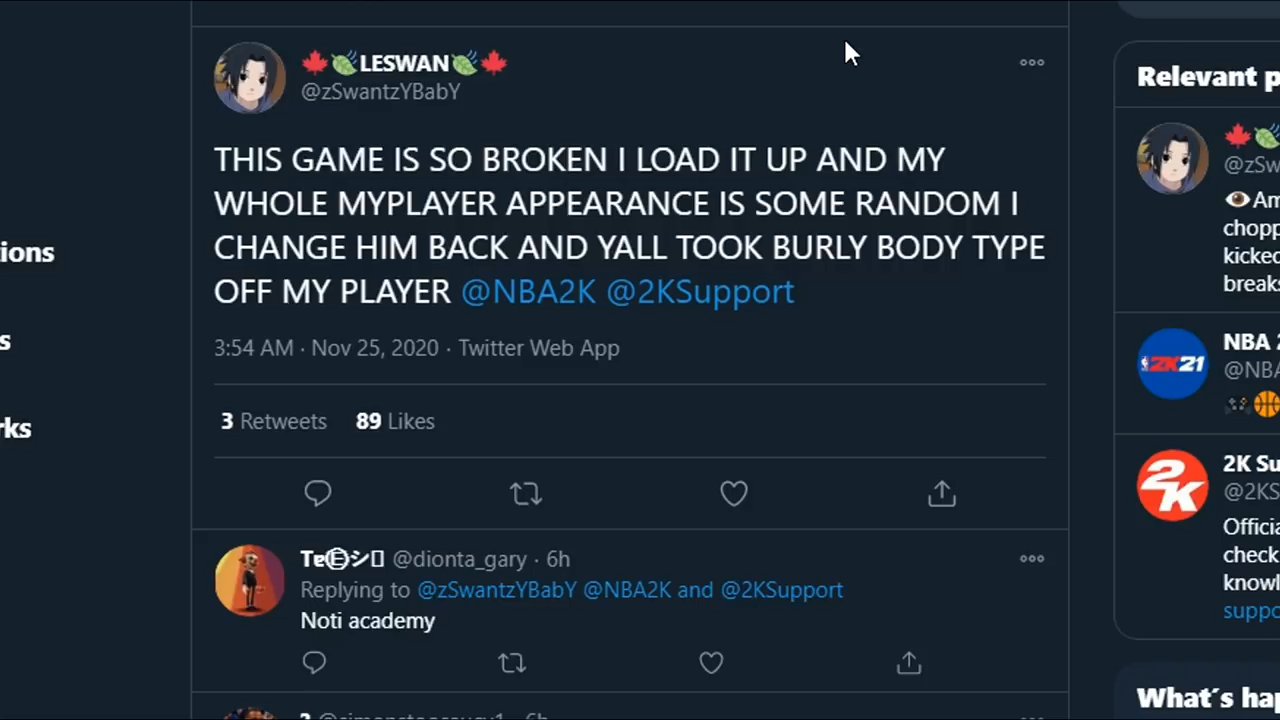 🍁🍃LESWAN🍃🍁
@zSwantzYBabY
THIS GAME IS SO BROKEN I LOAD IT UP AND MY
WHOLE MYPLAYER APPEARANCE IS SOME RANDOM I
CHANGE HIM BACK AND YALL TOOK BURLY BODY TYPE
OFF MY PLAYER @NBA2K @2KSupport
3:54 AM · Nov 25, 2020 · Twitter Web App
3 Retweets 89 Likes
@dionta_gary · 6h
Replying to @zSwantzYBabY @NBA2K and @2KSupport
Noti academy
6h
ions
s
rks
Relevant p
🍁🍃
@zSw
👁Am
chopp
kicked
breaks
2K21
NBA 2
@NBA
🎮🏀
2K
2K Su
@2KS
Officia
check
knowl
suppo
What's hap